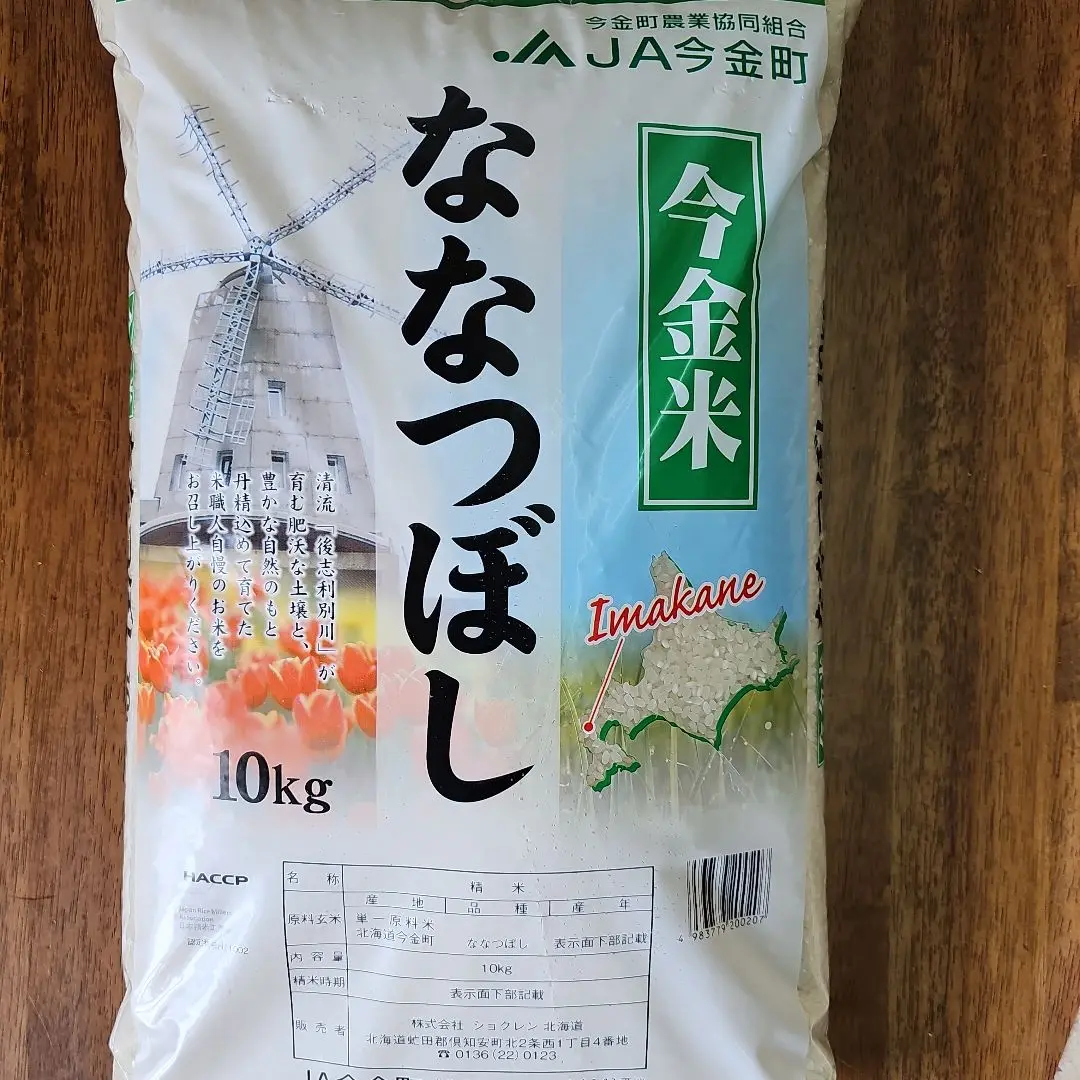 今金町農業協同組合
JA今金町
今金米
ななつぼし
Imakane
清流「後志利別川」が
育む肥沃な土壌と、
豊かな自然のもと
丹精込めて育てた
米職人自慢のお米を
お召し上がりください。
10kg
HACCP
Japan Rice Millers
Association
名 称 精 米
原料玄米 産 地 品 種 産 年
単一原料米
北海道今金町 ななつぼし 表示面下部記載
内 容 量 10kg
精米時期 表示面下部記載
販 売 者 株式会社 ショクレン北海道
北海道虻田郡倶知安町北2条西1丁目4番地
☎ 0136(22)0123
4 983779 200207